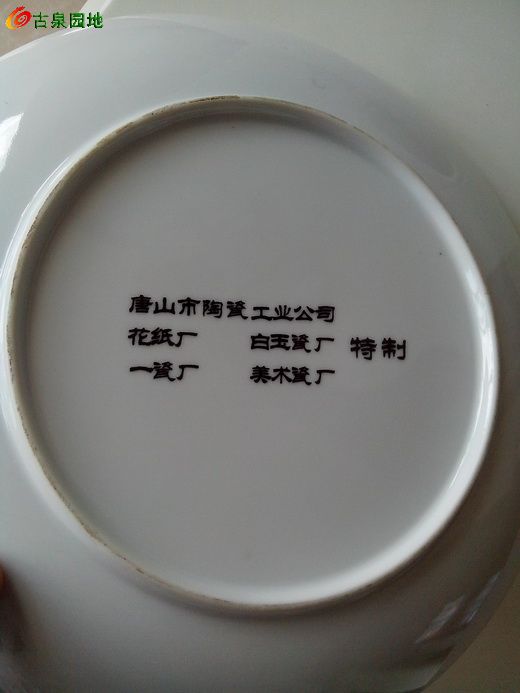 古泉园地
唐山市陶瓷工业公司
花纸厂 白玉瓷厂 特制
一瓷厂 美术瓷厂